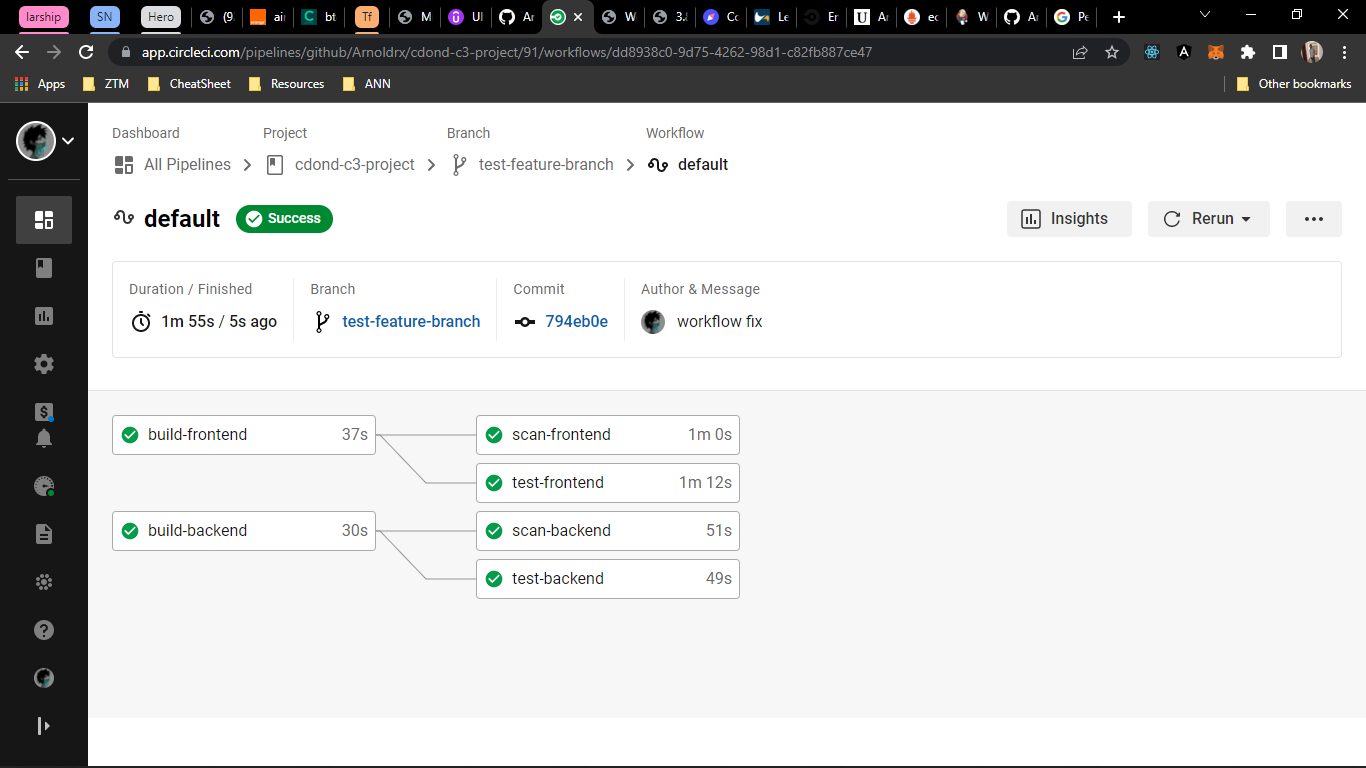 larship SN Hero (9 ai bt Tf M Ul Ar W 3. Co Le Er Ar ec W Ar Pe
app.circleci.com/pipelines/github/Arnoldrx/cdond-c3-project/91/workflows/dd8938c0-9d75-4262-98d1-c82fb887ce47
Apps ZTM CheatSheet Resources ANN Other bookmarks
Dashboard Project Branch Workflow
All Pipelines cdond-c3-project test-feature-branch default
default Success Insights Rerun
Duration / Finished Branch Commit Author & Message
1m 55s / 5s ago test-feature-branch 794eb0e workflow fix
build-frontend 37s scan-frontend 1m 0s
test-frontend 1m 12s
build-backend 30s scan-backend 51s
test-backend 49s